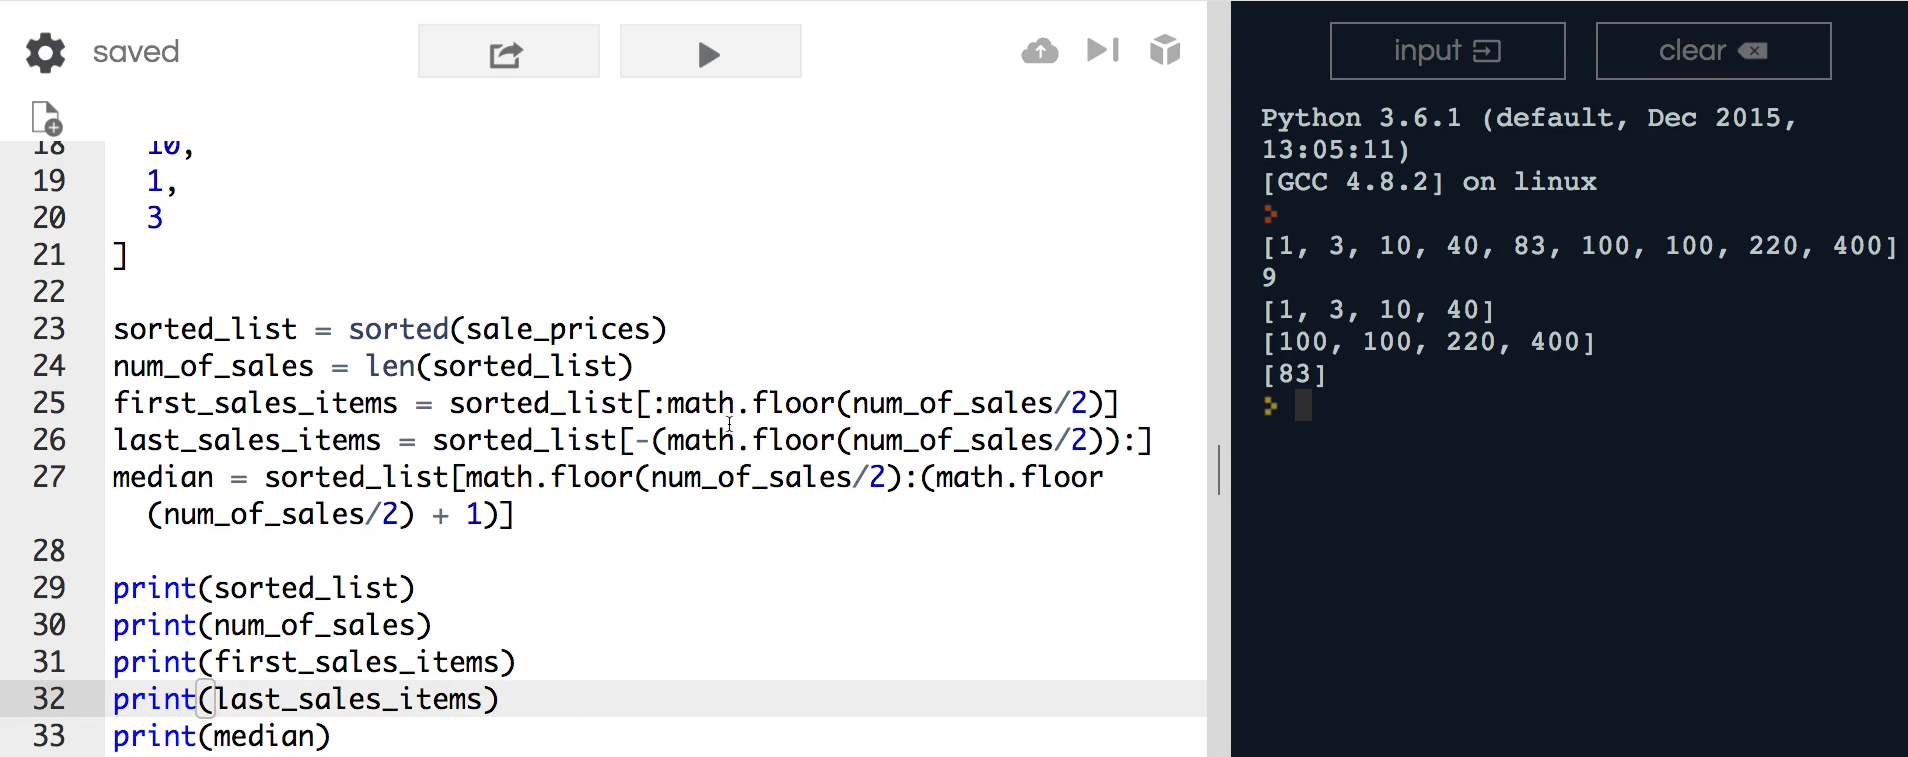 saved
input
clear
18 10,
19 1,
20 3
21 ]
22
23 sorted_list = sorted(sale_prices)
24 num_of_sales = len(sorted_list)
25 first_sales_items = sorted_list[:math.floor(num_of_sales/2)]
26 last_sales_items = sorted_list[-(math.floor(num_of_sales/2)):]
27 median = sorted_list[math.floor(num_of_sales/2):(math.floor
(num_of_sales/2) + 1)]
28
29 print(sorted_list)
30 print(num_of_sales)
31 print(first_sales_items)
32 print(last_sales_items)
33 print(median)
Python 3.6.1 (default, Dec 2015,
13:05:11)
[GCC 4.8.2] on linux
[1, 3, 10, 40, 83, 100, 100, 220, 400]
9
[1, 3, 10, 40]
[100, 100, 220, 400]
[83]